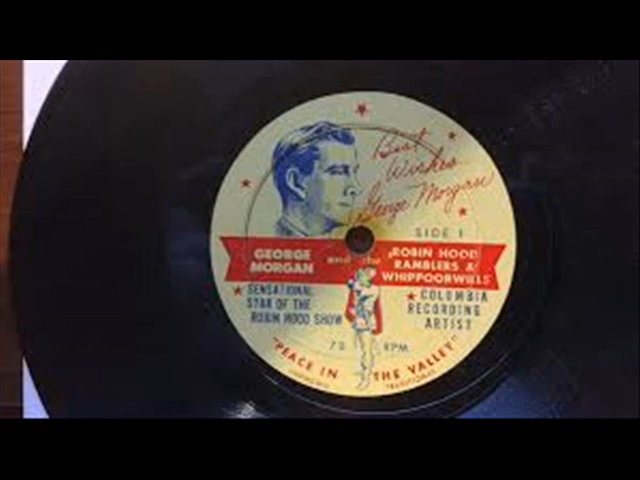 Best
Wishes
George Morgan
SIDE 1
GEORGE
MORGAN
and the
ROBIN HOOD
RAMBLERS &
WHIPPOORWILLS
SENSATIONAL
STAR OF THE
ROBIN HOOD SHOW
COLUMBIA
RECORDING
ARTIST
78 RPM
"PEACE IN THE VALLEY"
TRADITIONAL